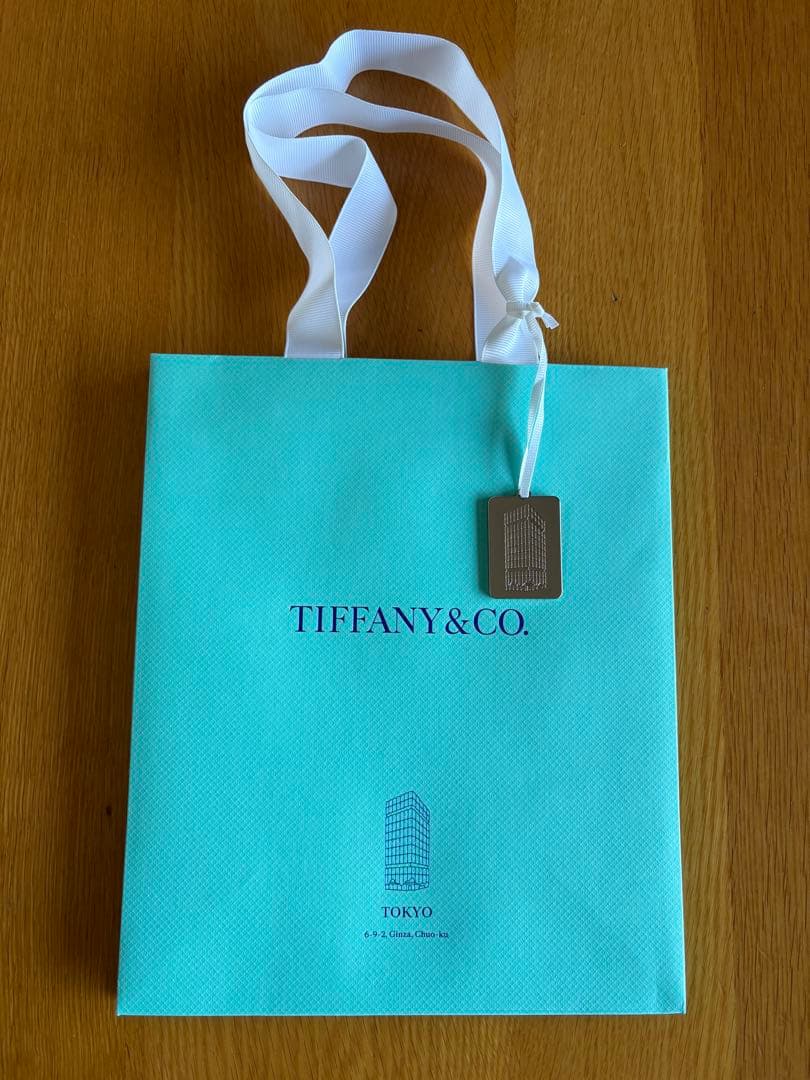 TIFFANY & CO.
TOKYO
6-9-2, Ginza, Chuo-ku